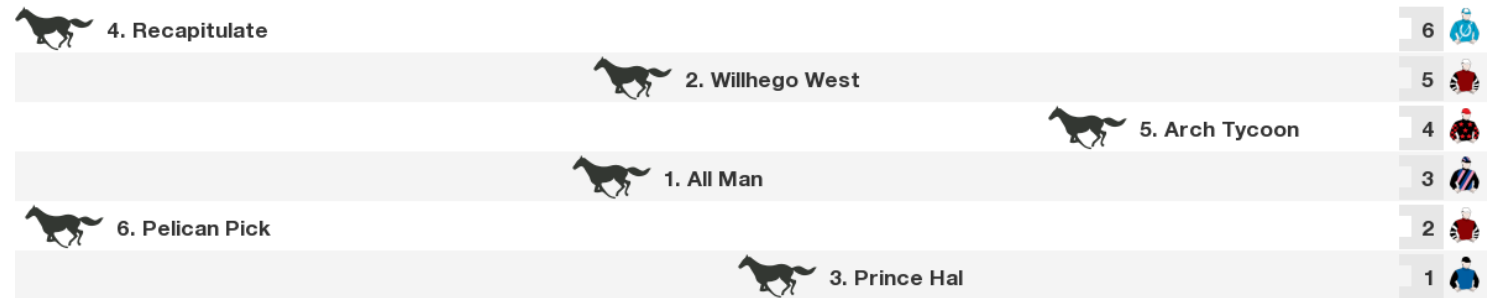 4. Recapitulate 6
2. Willhego West 5
5. Arch Tycoon 4
1. All Man 3
6. Pelican Pick 2
3. Prince Hal 1